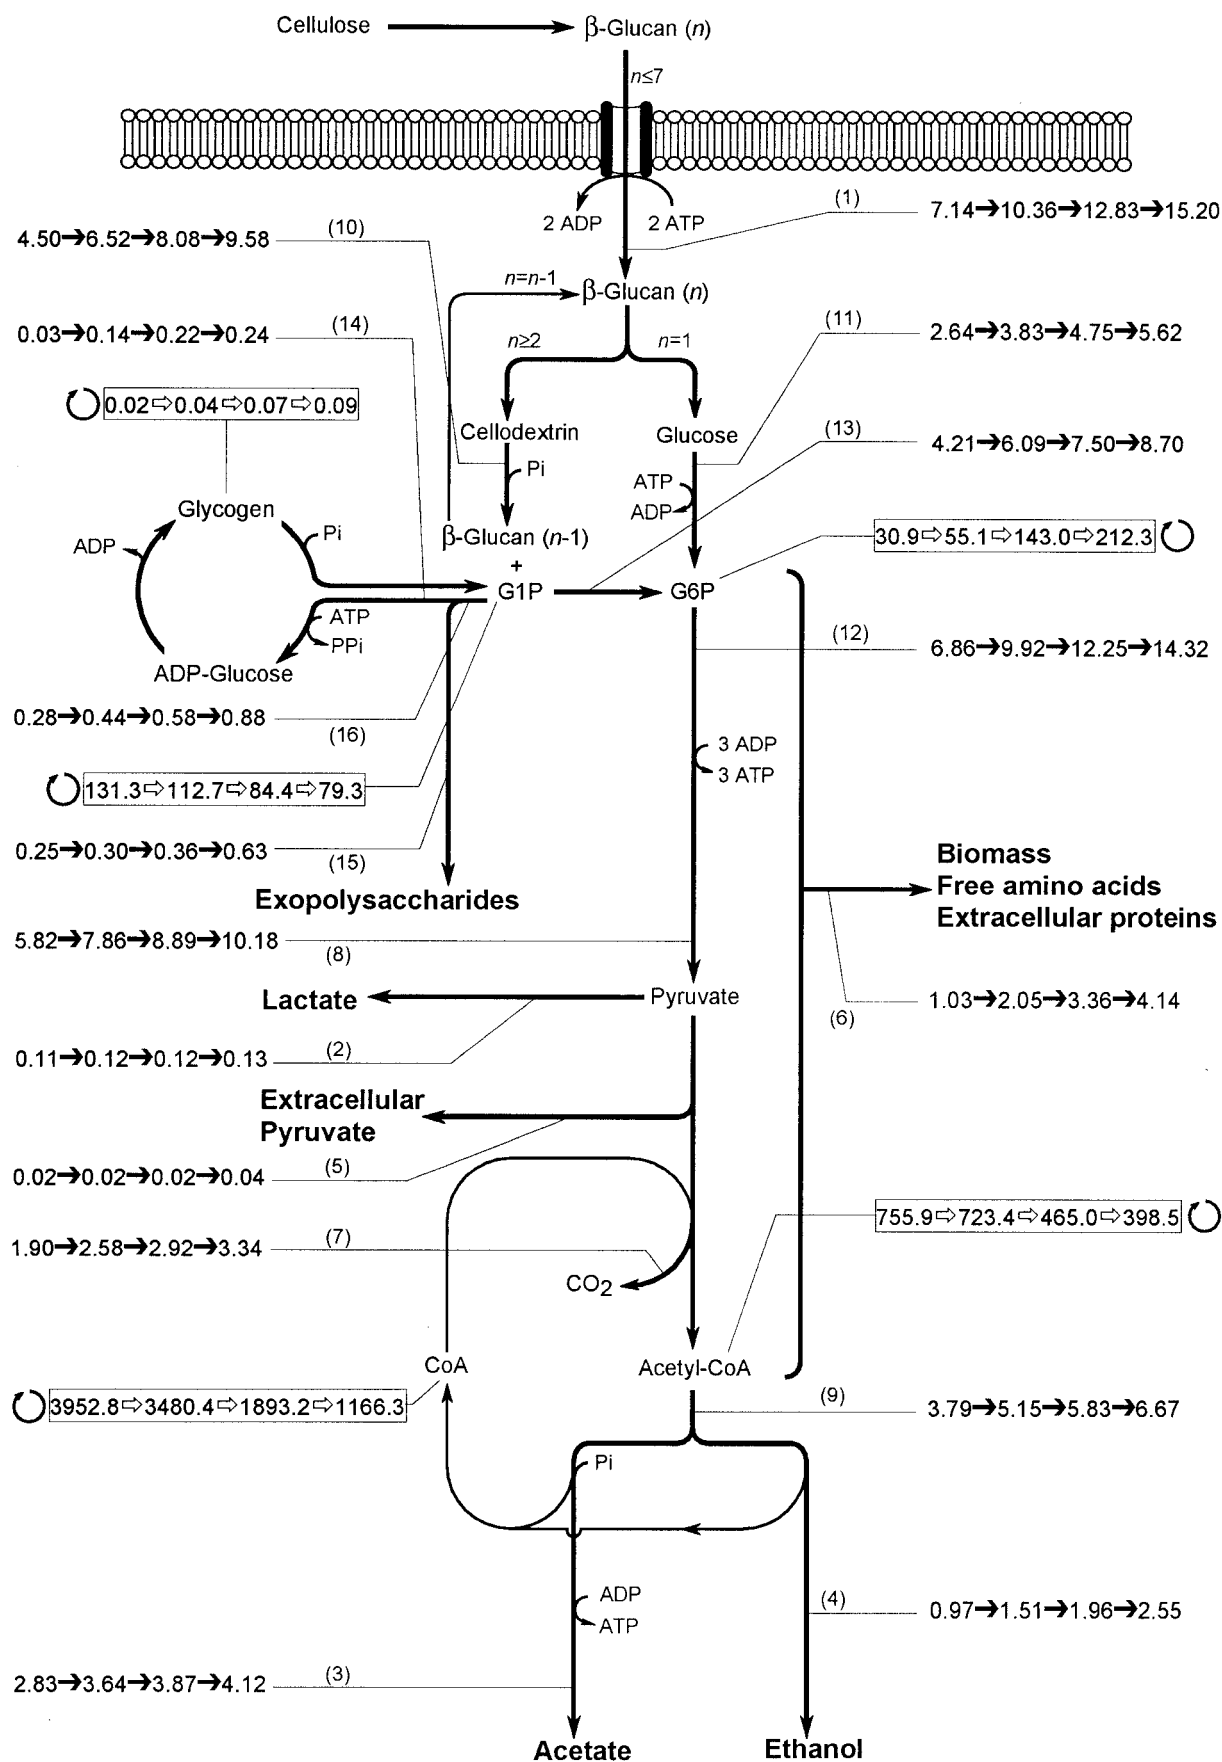 Cellulose
β-Glucan (n)
n≤7
2 ADP
2 ATP
(1)
7.14➔10.36➔12.83➔15.20
4.50➔6.52➔8.08➔9.58
(10)
n=n-1
β-Glucan (n)
0.03➔0.14➔0.22➔0.24
(14)
n≥2
n=1
(11)
2.64➔3.83➔4.75➔5.62
0.02⇨0.04⇨0.07⇨0.09
Cellodextrin
Glucose
(13)
4.21➔6.09➔7.50➔8.70
Pi
ATP
ADP
Glycogen
ADP
Pi
β-Glucan (n-1)
+
30.9⇨55.1⇨143.0⇨212.3
G1P
G6P
ATP
PPi
(12)
6.86➔9.92➔12.25➔14.32
ADP-Glucose
0.28➔0.44➔0.58➔0.88
(16)
3 ADP
3 ATP
131.3⇨112.7⇨84.4⇨79.3
0.25➔0.30➔0.36➔0.63
(15)
Exopolysaccharides
Biomass
Free amino acids
Extracellular proteins
5.82➔7.86➔8.89➔10.18
(8)
Lactate
Pyruvate
1.03➔2.05➔3.36➔4.14
(6)
0.11➔0.12➔0.12➔0.13
(2)
Extracellular
Pyruvate
0.02➔0.02➔0.02➔0.04
(5)
755.9⇨723.4⇨465.0⇨398.5
1.90➔2.58➔2.92➔3.34
(7)
CO2
CoA
Acetyl-CoA
3952.8⇨3480.4⇨1893.2⇨1166.3
(9)
3.79➔5.15➔5.83➔6.67
Pi
ADP
ATP
(4)
0.97➔1.51➔1.96➔2.55
2.83➔3.64➔3.87➔4.12
(3)
Acetate
Ethanol